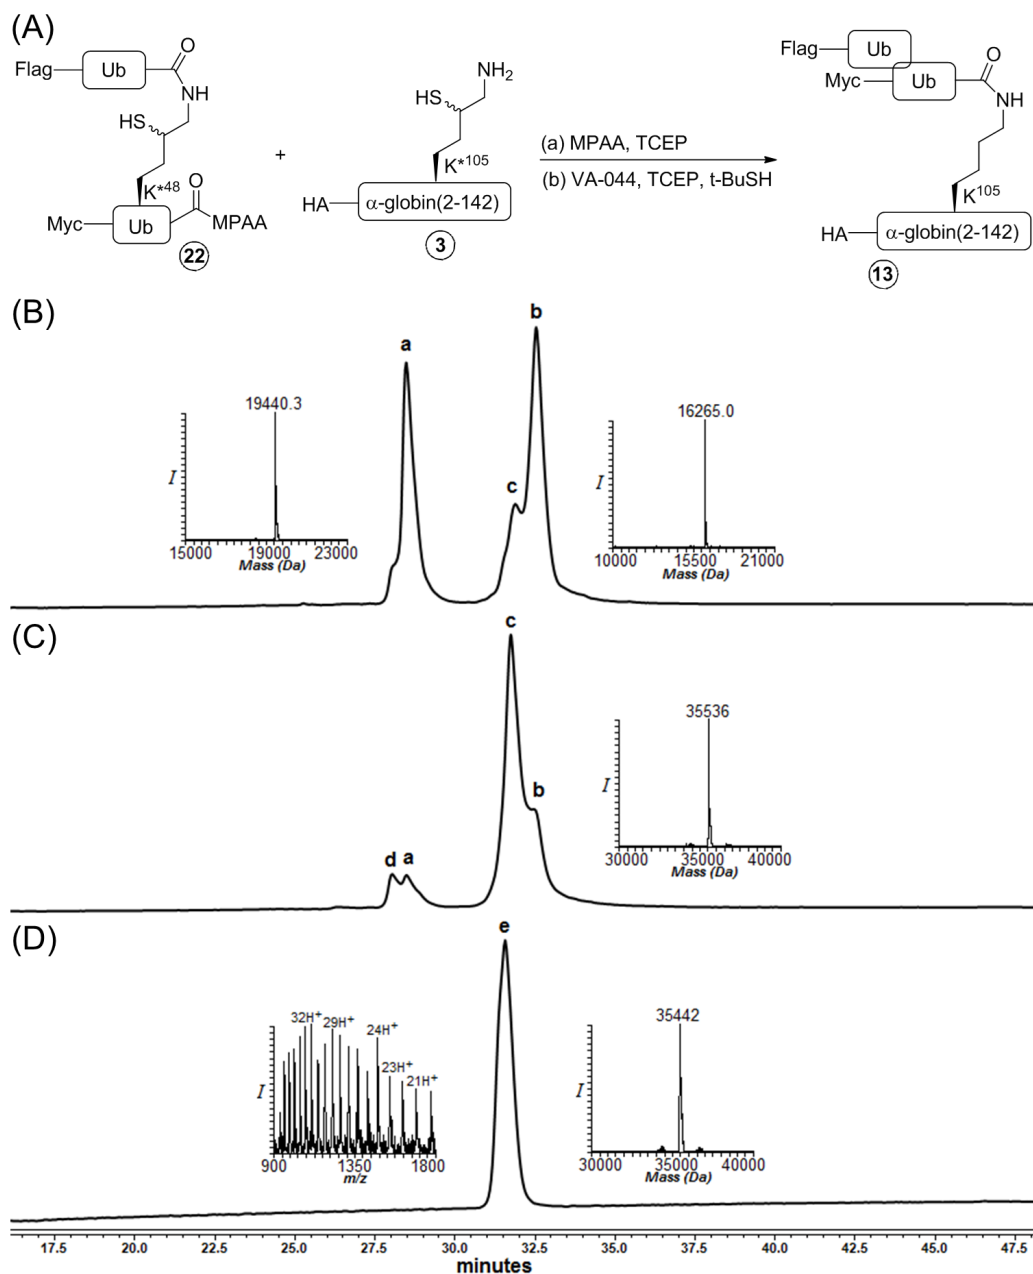 (A)
Flag
Ub
O
NH
HS
K*48
Myc
Ub
O
MPAA
22
+
NH2
HS
K*105
HA
α-globin(2-142)
3
(a) MPAA, TCEP
(b) VA-044, TCEP, t-BuSH
Flag
Ub
Myc
Ub
O
NH
K105
HA
α-globin(2-142)
13
(B)
a
b
c
19440.3
I
15000 19000 23000
Mass (Da)
16265.0
I
10000 15500 21000
Mass (Da)
(C)
c
b
d a
35536
I
30000 35000 40000
Mass (Da)
(D)
e
32H+ 29H+ 24H+
23H+
21H+
I
900 1350 1800
m/z
35442
I
30000 35000 40000
Mass (Da)
17.5 20.0 22.5 25.0 27.5 30.0 32.5 35.0 37.5 40.0 42.5 45.0 47.5
minutes